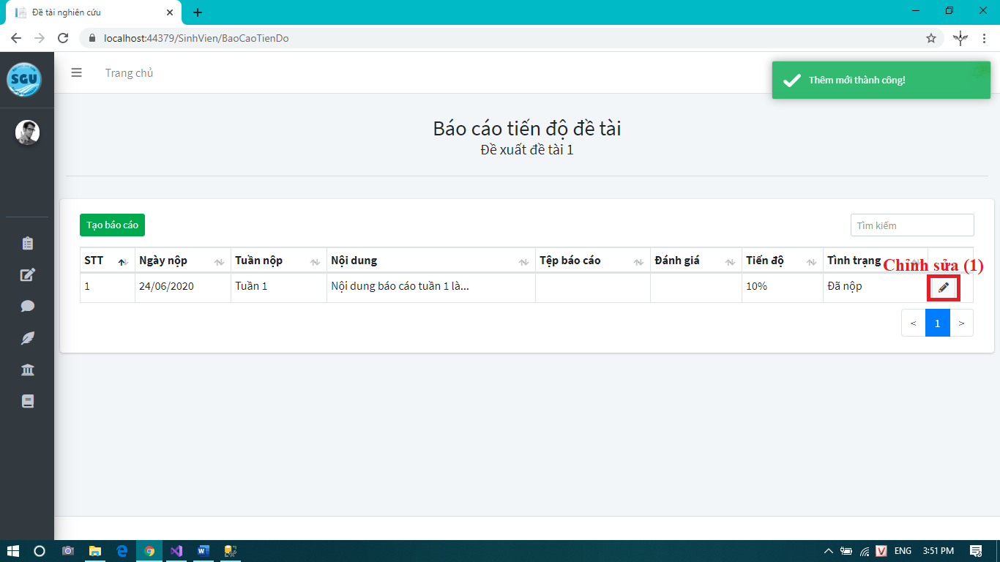 Đề tài nghiên cứu
localhost:44379/SinhVien/BaoCaoTienDo
SGU
Trang chủ
Thêm mới thành công!
Báo cáo tiến độ đề tài
Đề xuất đề tài 1
Tạo báo cáo
Tìm kiếm
STT Ngày nộp Tuần nộp Nội dung Tệp báo cáo Đánh giá Tiến độ Tình trạng
Chỉnh sửa (1)
1 24/06/2020 Tuần 1 Nội dung báo cáo tuần 1 là... 10% Đã nộp
< 1 >
ENG 3:51 PM